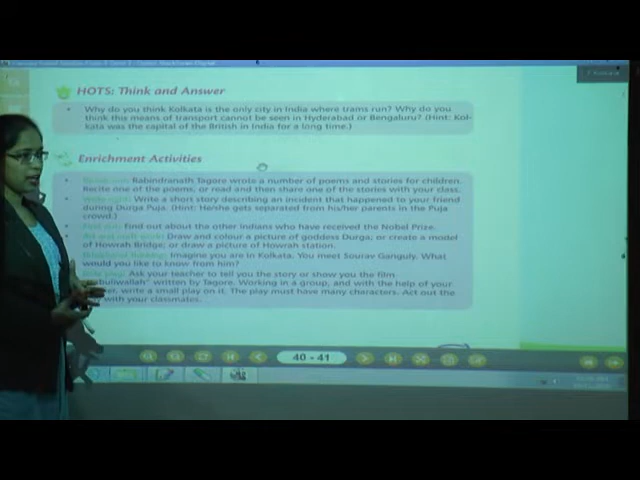 HOTS: Think and Answer
• Why do you think Kolkata is the only city in India where trams run? Why do you
think this means of transport cannot be seen in Hyderabad or Bengaluru? (Hint: Kol-
kata was the capital of the British in India for a long time.)
Enrichment Activities
• Rabindranath Tagore wrote a number of poems and stories for children.
Recite one of the poems, or read and then share one of the stories with your class.
• Write a short story describing an incident that happened to your friend
during Durga Puja. (Hint: He/she gets separated from his/her parents in the Puja
crowd.)
• Find out about the other Indians who have received the Nobel Prize.
• Draw and colour a picture of goddess Durga; or create a model
of Howrah Bridge; or draw a picture of Howrah station.
• Imagine you are in Kolkata. You meet Sourav Ganguly. What
would you like to know from him?
Ask your teacher to tell you the story or show you the film
written by Tagore. Working in a group, and with the help of your
write a small play on it. The play must have many characters. Act out the
with your classmates.
40 - 41